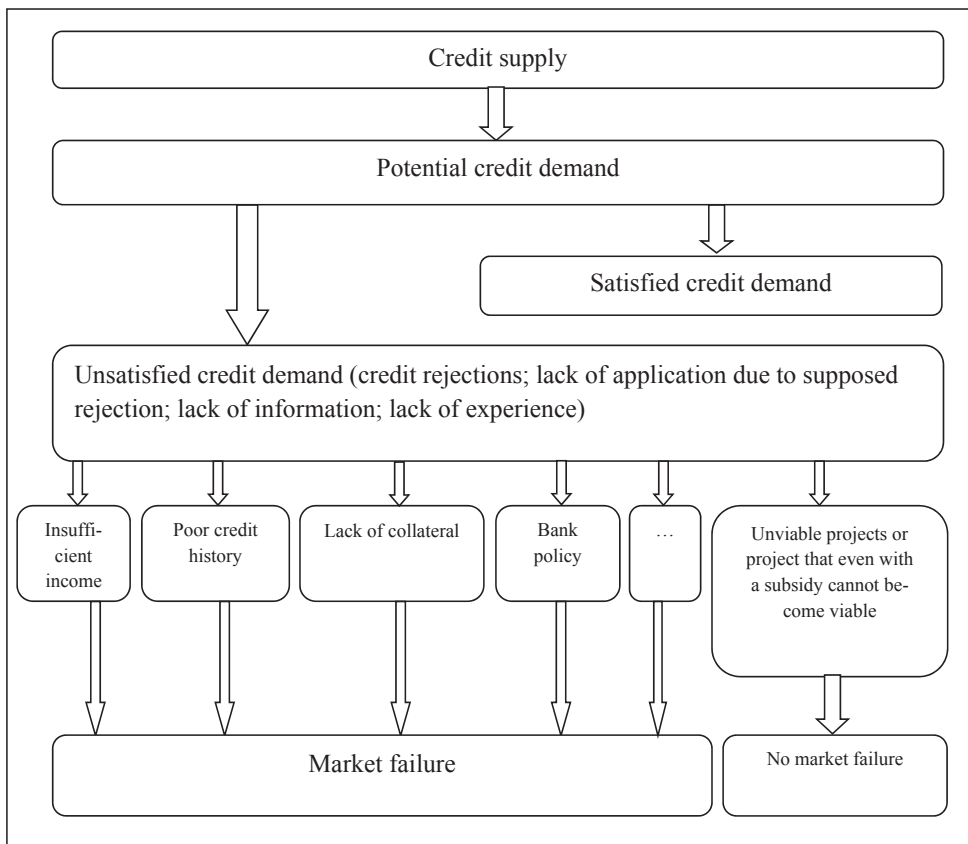 Credit supply
Potential credit demand
Satisfied credit demand
Unsatisfied credit demand (credit rejections; lack of application due to supposed
rejection; lack of information; lack of experience)
Insuffi-
cient
income
Poor credit
history
Lack of collateral
Bank
policy
…
Unviable projects or
project that even with
a subsidy cannot be-
come viable
Market failure
No market failure